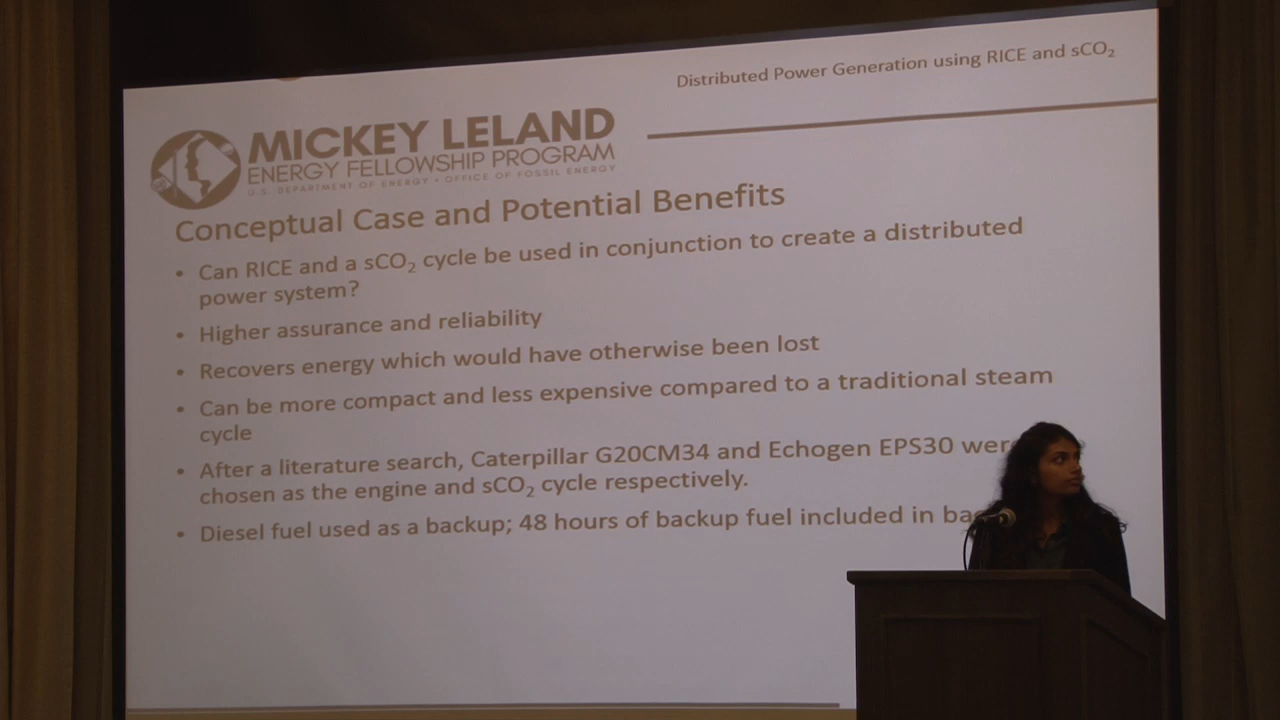 Distributed Power Generation using RICE and sCO₂
MICKEY LELAND
ENERGY FELLOWSHIP PROGRAM
U.S. DEPARTMENT OF ENERGY • OFFICE OF FOSSIL ENERGY
Conceptual Case and Potential Benefits
• Can RICE and a sCO₂ cycle be used in conjunction to create a distributed
power system?
• Higher assurance and reliability
• Recovers energy which would have otherwise been lost
• Can be more compact and less expensive compared to a traditional steam
cycle
• After a literature search, Caterpillar G20CM34 and Echogen EPS30 were
chosen as the engine and sCO₂ cycle respectively.
• Diesel fuel used as a backup; 48 hours of backup fuel included in